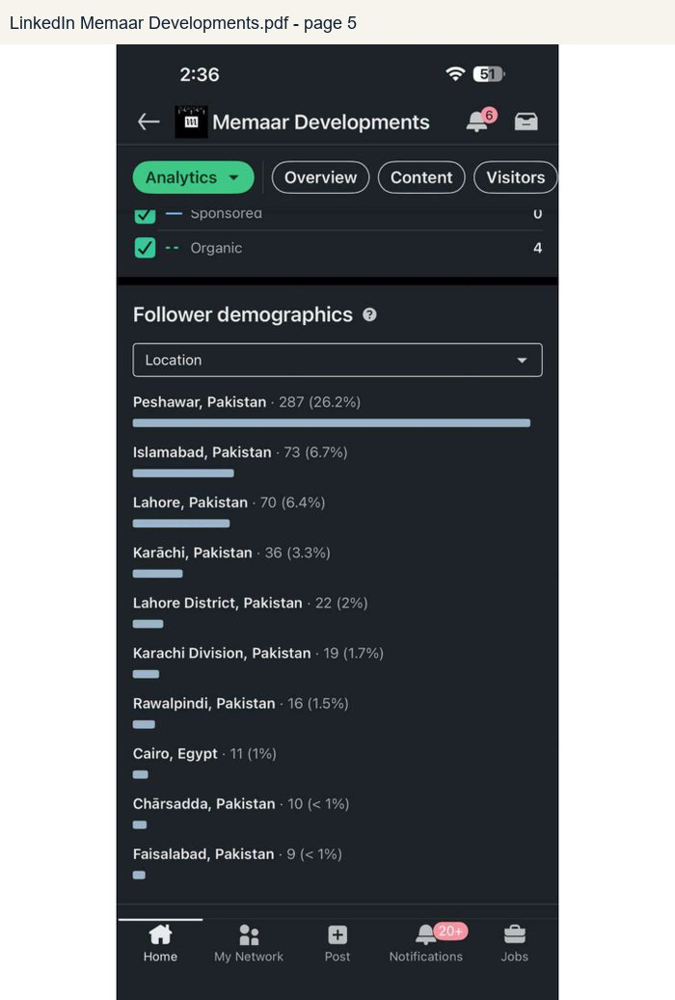 LinkedIn Memaar Developments.pdf - page 5
2:36
51
Memaar Developments
6
Analytics
Overview
Content
Visitors
Sponsored 0
Organic 4
Follower demographics ?
Location
Peshawar, Pakistan · 287 (26.2%)
Islamabad, Pakistan · 73 (6.7%)
Lahore, Pakistan · 70 (6.4%)
Karāchi, Pakistan · 36 (3.3%)
Lahore District, Pakistan · 22 (2%)
Karachi Division, Pakistan · 19 (1.7%)
Rawalpindi, Pakistan · 16 (1.5%)
Cairo, Egypt · 11 (1%)
Chārsadda, Pakistan · 10 (< 1%)
Faisalabad, Pakistan · 9 (< 1%)
20+
Home
My Network
Post
Notifications
Jobs